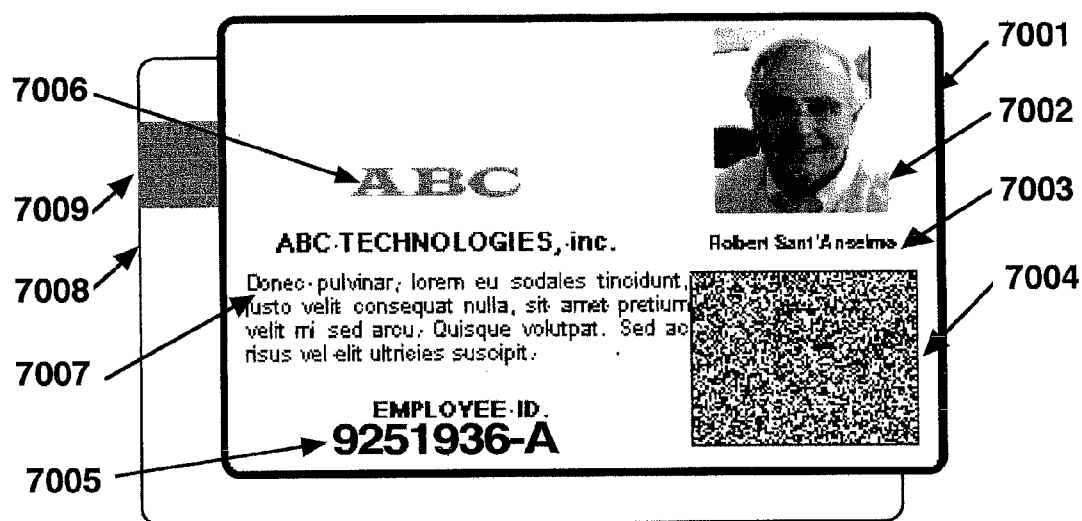 7001
7006
7002
ABC
7009
7003
ABC TECHNOLOGIES, inc.
Robert Sant'Anselmo
7008
7004
Donec pulvinar, lorem eu sodales tincidunt,
justo velit consequat nulla, sit amet pretium
velit mi sed arcu. Quisque volutpat. Sed ac
risus vel elit ultricies suscipit.
7007
EMPLOYEE ID.
9251936-A
7005